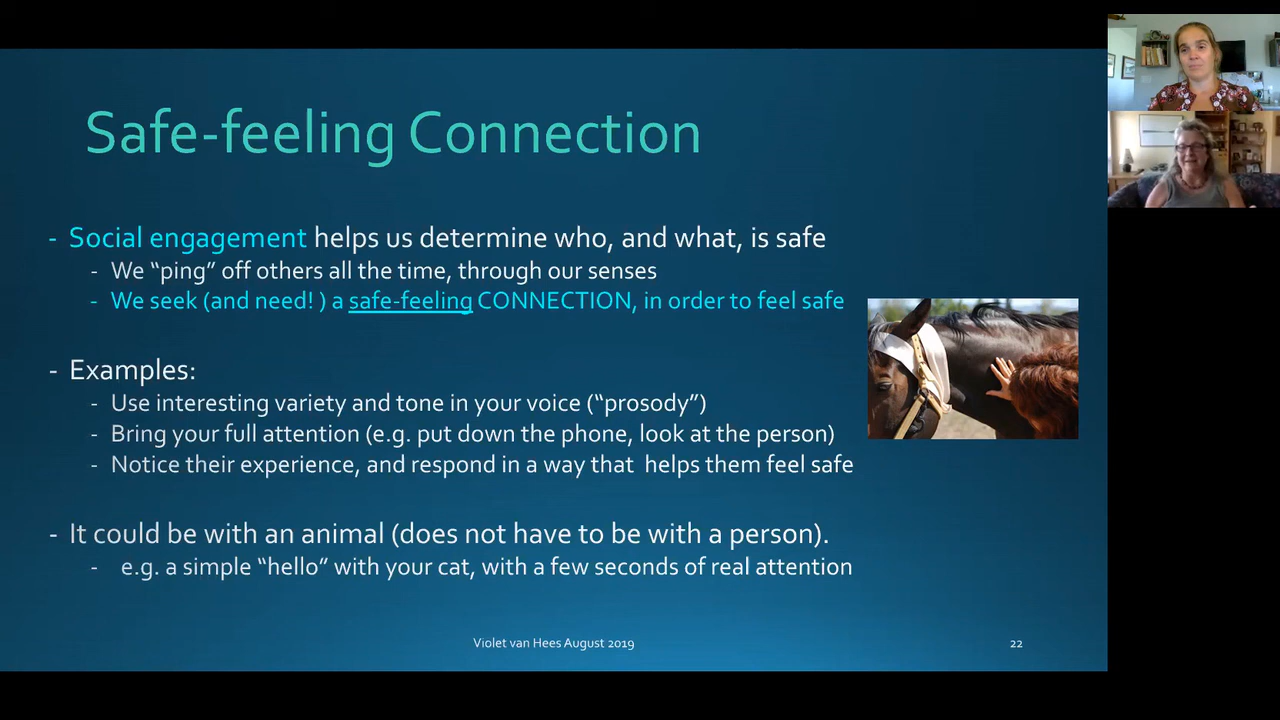 Safe-feeling Connection
- Social engagement helps us determine who, and what, is safe
- We “ping” off others all the time, through our senses
- We seek (and need! ) a safe-feeling CONNECTION, in order to feel safe
- Examples:
- Use interesting variety and tone in your voice (“prosody”)
- Bring your full attention (e.g. put down the phone, look at the person)
- Notice their experience, and respond in a way that helps them feel safe
- It could be with an animal (does not have to be with a person).
- e.g. a simple “hello” with your cat, with a few seconds of real attention
Violet van Hees August 2019
22